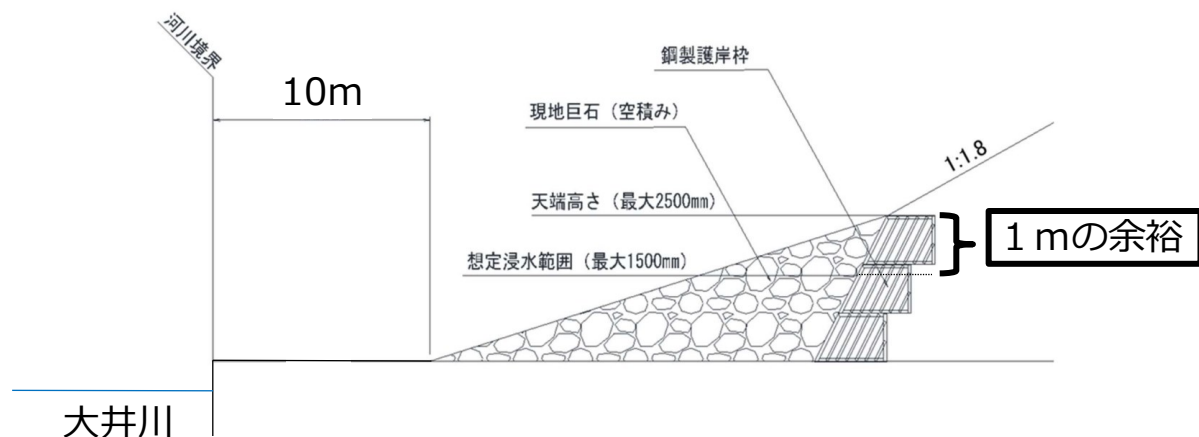 河川境界
10m
鋼製護岸枠
現地巨石（空積み）
1:1.8
天端高さ（最大2500㎜）
１ｍの余裕
想定浸水範囲（最大1500㎜）
大井川